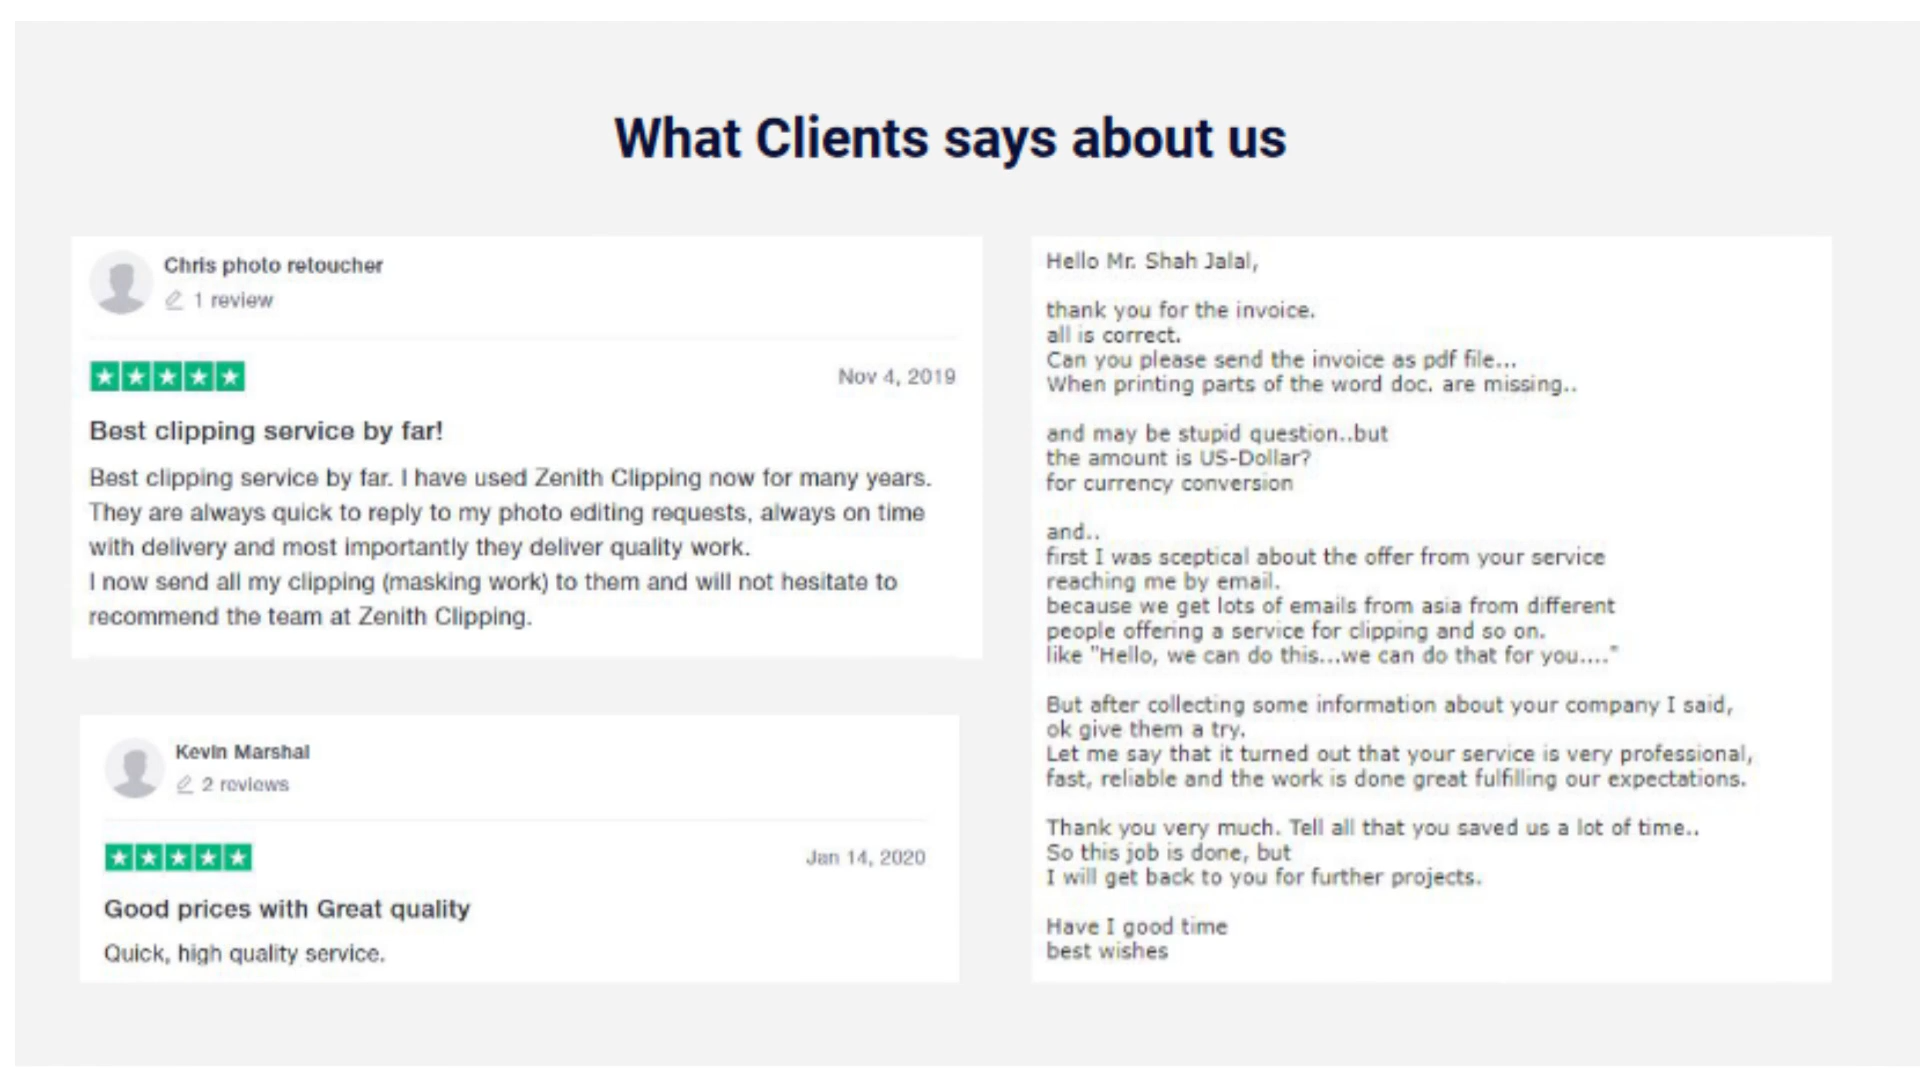 What Clients says about us
Chris photo retoucher
1 review
Nov 4, 2019
Best clipping service by far!
Best clipping service by far. I have used Zenith Clipping now for many years.
They are always quick to reply to my photo editing requests, always on time
with delivery and most importantly they deliver quality work.
I now send all my clipping (masking work) to them and will not hesitate to
recommend the team at Zenith Clipping.
Kevin Marshal
2 reviews
Jan 14, 2020
Good prices with Great quality
Quick, high quality service.
Hello Mr. Shah Jalal,
thank you for the invoice.
all is correct.
Can you please send the invoice as pdf file...
When printing parts of the word doc. are missing..
and may be stupid question..but
the amount is US-Dollar?
for currency conversion
and..
first I was sceptical about the offer from your service
reaching me by email.
because we get lots of emails from asia from different
people offering a service for clipping and so on.
like "Hello, we can do this...we can do that for you...."
But after collecting some information about your company I said,
ok give them a try.
Let me say that it turned out that your service is very professional,
fast, reliable and the work is done great fulfilling our expectations.
Thank you very much. Tell all that you saved us a lot of time..
So this job is done, but
I will get back to you for further projects.
Have I good time
best wishes